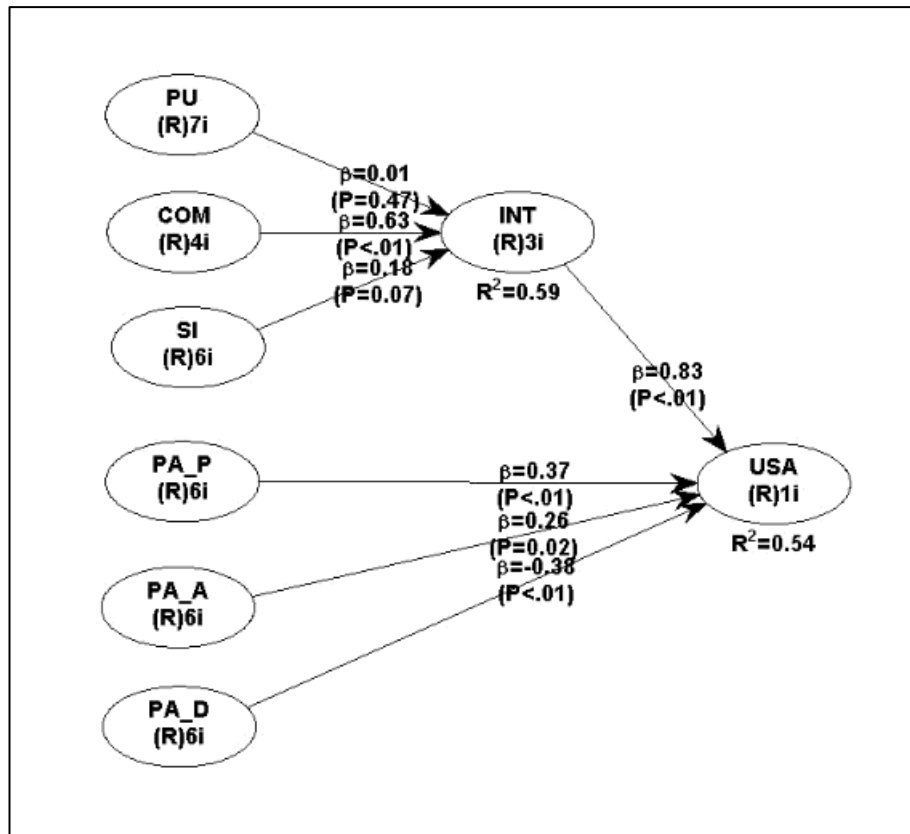 PU
(R)7i
β=0.01
(P=0.47)
COM
(R)4i
β=0.63
(P<.01)
INT
(R)3i
R²=0.59
β=0.18
(P=0.07)
SI
(R)6i
β=0.83
(P<.01)
PA_P
(R)6i
β=0.37
(P<.01)
USA
(R)1i
R²=0.54
β=0.26
(P=0.02)
β=-0.38
(P<.01)
PA_A
(R)6i
PA_D
(R)6i